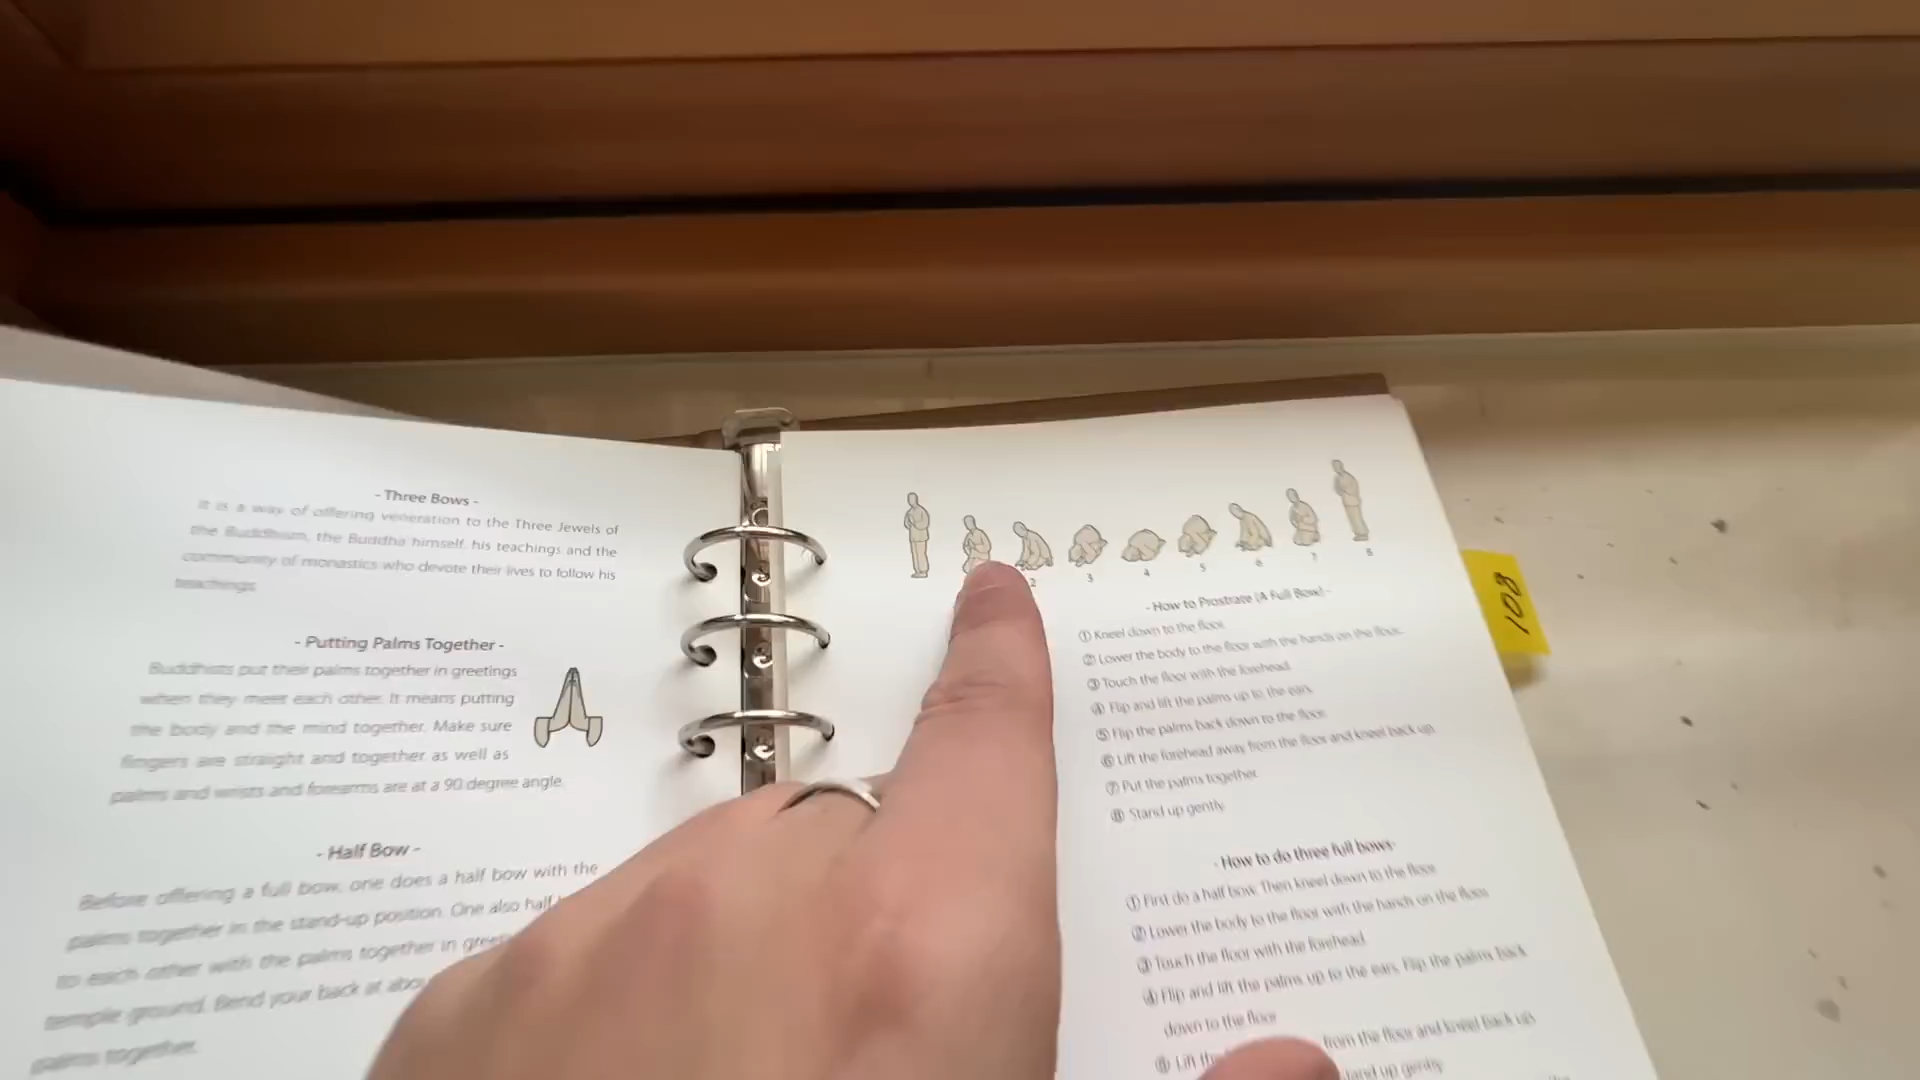 - Three Bows -
It is a way of offering veneration to the Three Jewels of
the Buddhism, the Buddha himself, his teachings and the
community of monastics who devote their lives to follow his
teachings.
- Putting Palms Together -
Buddhists put their palms together in greetings
when they meet each other. It means putting
the body and the mind together. Make sure
fingers are straight and together as well as
palms and wrists and forearms are at a 90 degree angle.
- Half Bow -
Before offering a full bow, one does a half bow with the
palms together in the stand-up position. One also half
to each other with the palms together in
temple ground. Bend your back at
palms together.
2 3 4 5 6 7 8
- How to Prostrate (A Full Bow) -
① Kneel down to the floor.
② Lower the body to the floor with the hands on the floor.
③ Touch the floor with the forehead.
④ Flip and lift the palms up to the ears.
⑤ Flip the palms back down to the floor.
⑥ Lift the forehead away from the floor and kneel back up.
⑦ Put the palms together.
⑧ Stand up gently.
- How to do three full bows-
① First do a half bow. Then kneel down to the floor.
② Lower the body to the floor with the hands on the floor.
③ Touch the floor with the forehead.
④ Flip and lift the palms up to the ears. Flip the palms back
down to the floor.
⑤ Lift from the floor and kneel back up.
stand up gently.
108